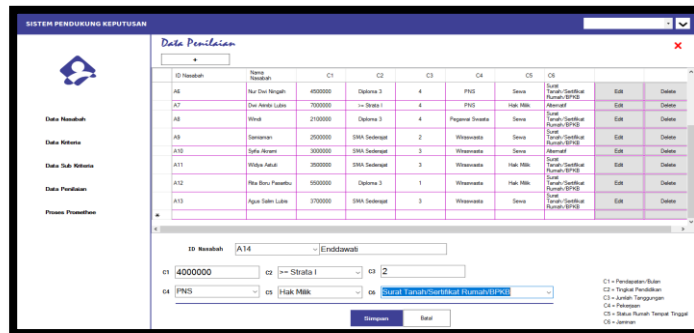 SISTEM PENDUKUNG KEPUTUSAN
Data Penilaian
+
ID Nasabah Nama Nasabah C1 C2 C3 C4 C5 C6
A6 Nur Dwi Ningsih 4500000 Diploma 3 4 PNS Sewa Surat Tanah/Sertifikat Rumah/BPKB Edit Delete
A7 Dwi Arimbi Lubis 7000000 >= Strata I 4 PNS Hak Milik Alternatif Edit Delete
A8 Windi 2100000 Diploma 3 4 Pegawai Swasta Sewa Surat Tanah/Sertifikat Rumah/BPKB Edit Delete
A9 2500000 SMA Sederajat 2 Wiraswasta Sewa Surat Tanah/Sertifikat Rumah/BPKB Edit Delete
A10 Syifa Akrami 3000000 SMA Sederajat 3 Wiraswasta Sewa Alternatif Edit Delete
A11 Widya Astuti 3500000 SMA Sederajat 3 Wiraswasta Hak Milik Surat Tanah/Sertifikat Rumah/BPKB Edit Delete
A12 Rita Boru Pasaribu 5500000 Diploma 3 1 Wiraswasta Hak Milik Surat Tanah/Sertifikat Rumah/BPKB Edit Delete
A13 Agus Salim Lubis 3700000 SMA Sederajat 3 Wiraswasta Sewa Surat Tanah/Sertifikat Rumah/BPKB Edit Delete
Data Nasabah
Data Kriteria
Data Sub Kriteria
Data Penilaian
Proses Promethee
ID Nasabah A14 - Enddawati
C1 4000000 C2 >= Strata I C3 2
C4 PNS C5 Hak Milik C6 Surat Tanah/Sertifikat Rumah/BPKB
Simpan Batal
C1 = Pendapatan/Bulan
C2 = Tingkat Pendidikan
C3 = Jumlah Tanggungan
C4 = Pekerjaan
C5 = Status Rumah Tempat Tinggal
C6 = Jaminan